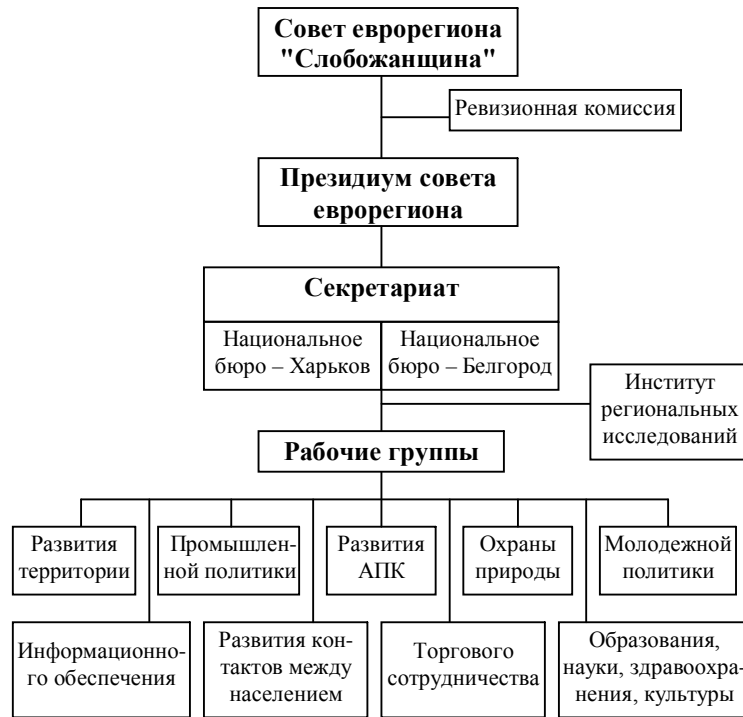 Совет еврорегиона
"Слобожанщина"
Ревизионная комиссия
Президиум совета
еврорегиона
Секретариат
Национальное
бюро – Харьков
Национальное
бюро – Белгород
Институт
региональных
исследований
Рабочие группы
Развития
территории
Промышлен-
ной политики
Развития
АПК
Охраны
природы
Молодежной
политики
Информационно-
го обеспечения
Развития кон-
тактов между
населением
Торгового
сотрудничества
Образования,
науки, здравоохра-
нения, культуры